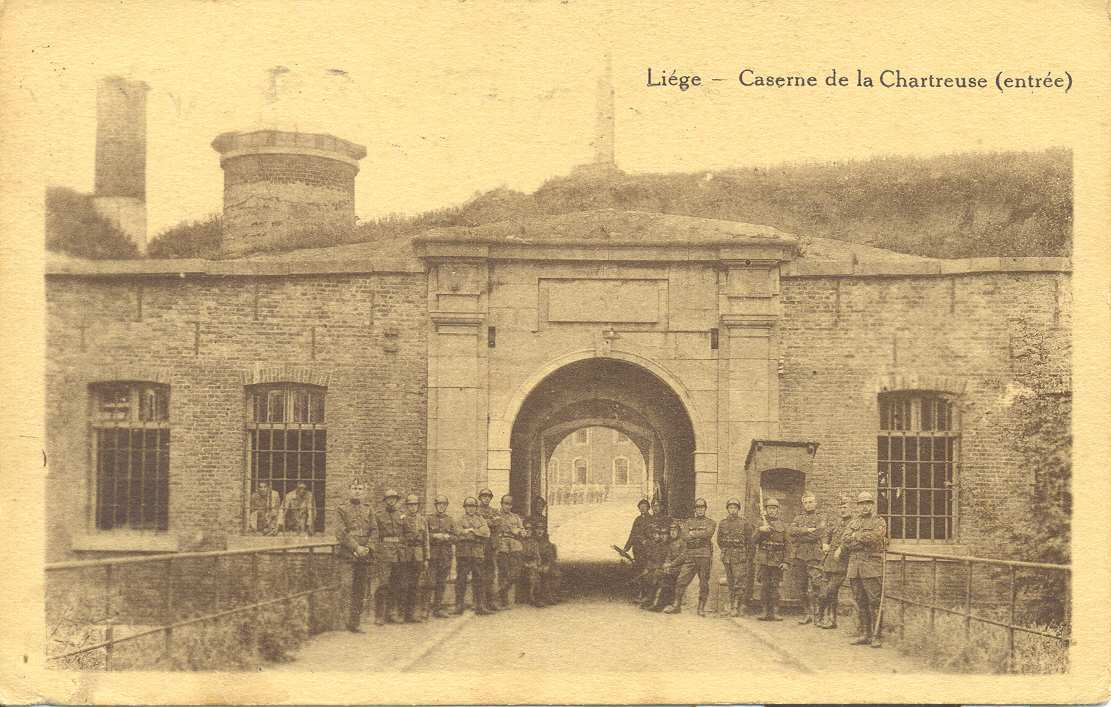 Liége – Caserne de la Chartreuse (entrée)